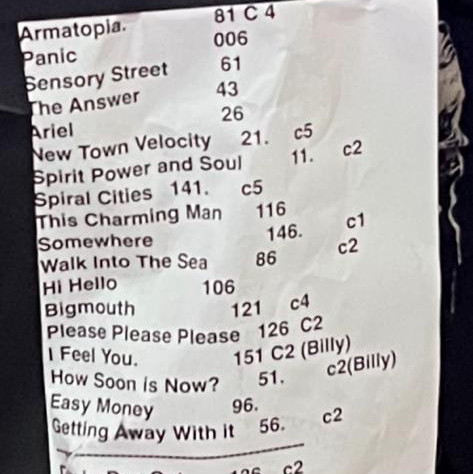 Armatopia. 81 C 4
Panic 006
Sensory Street 61
The Answer 43
Ariel 26
New Town Velocity 21. c5
Spirit Power and Soul 11. c2
Spiral Cities 141. c5
This Charming Man 116
Somewhere 146. c1
Walk Into The Sea 86 c2
Hi Hello 106
Bigmouth 121 c4
Please Please Please 126 C2
I Feel You. 151 C2 (Billy)
How Soon is Now? 51. c2(Billy)
Easy Money 96.
Getting Away With it 56. c2
c2